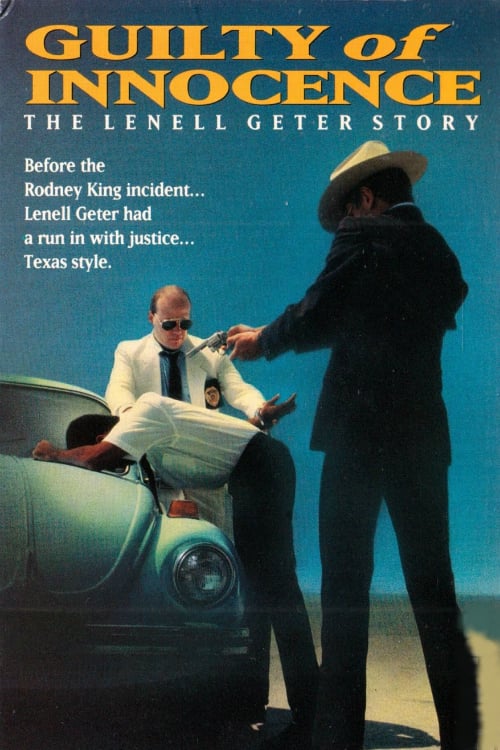 GUILTY of
INNOCENCE
THE LENELL GETER STORY
Before the
Rodney King incident...
Lenell Geter had
a run in with justice...
Texas style.